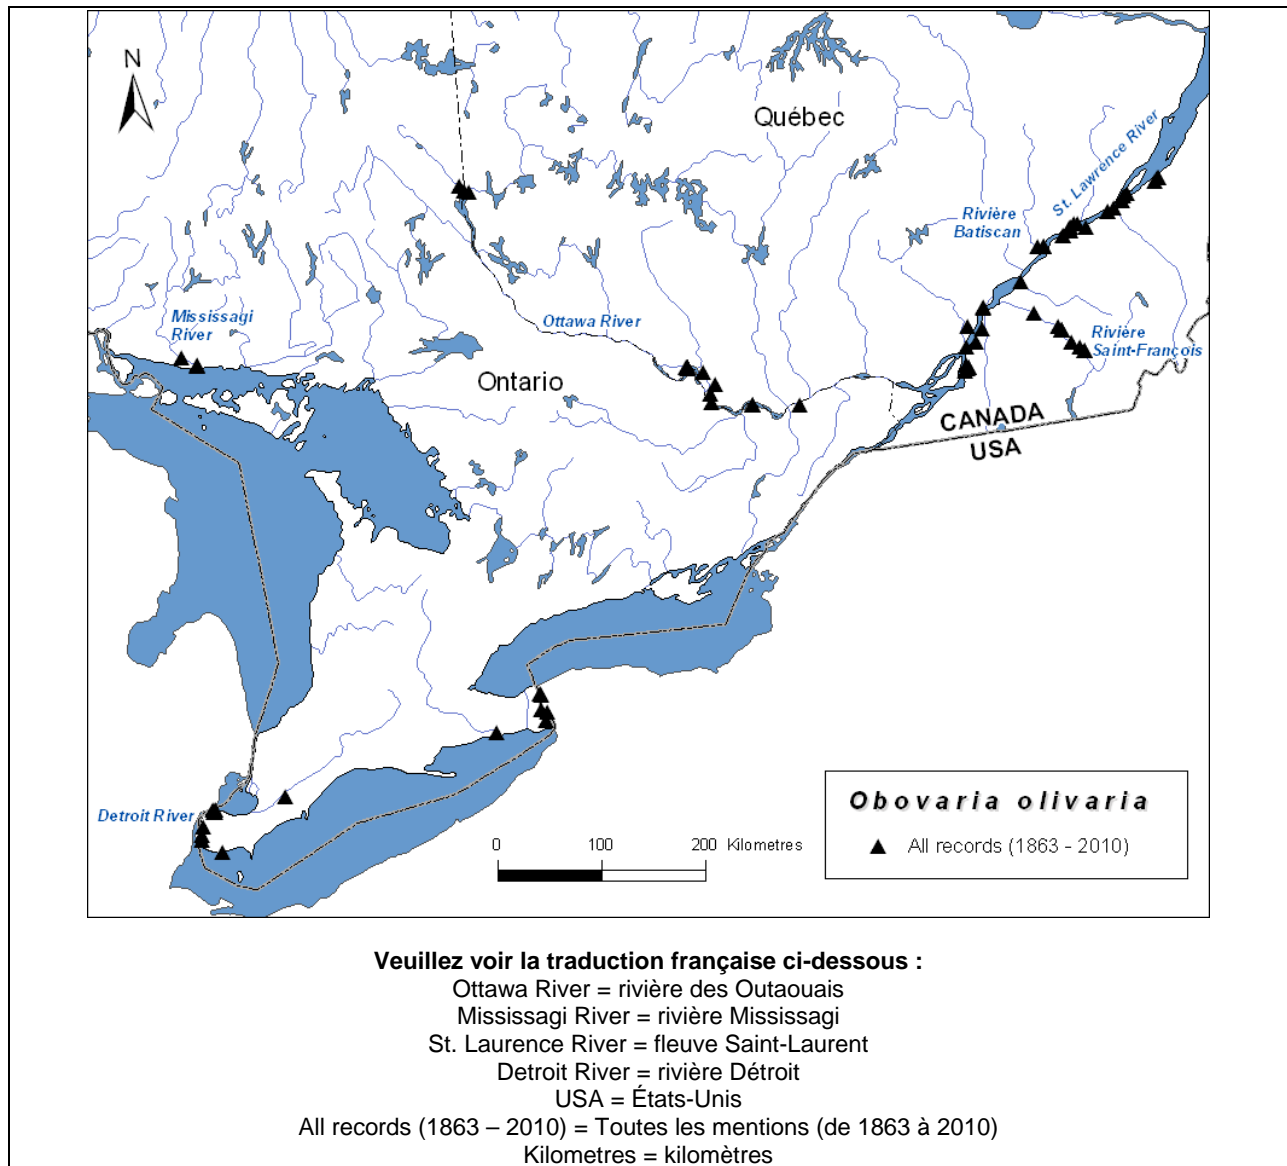 N
Québec
St. Lawrence River
Rivière
Batiscan
Mississagi
River
Ottawa River
Rivière
Saint-François
Ontario
CANADA
USA
Detroit River
0 100 200 Kilometres
Obovaria olivaria
All records (1863 - 2010)
Veuillez voir la traduction française ci-dessous :
Ottawa River = rivière des Outaouais
Mississagi River = rivière Mississagi
St. Laurence River = fleuve Saint-Laurent
Detroit River = rivière Détroit
USA = États-Unis
All records (1863 – 2010) = Toutes les mentions (de 1863 à 2010)
Kilometres = kilomètres